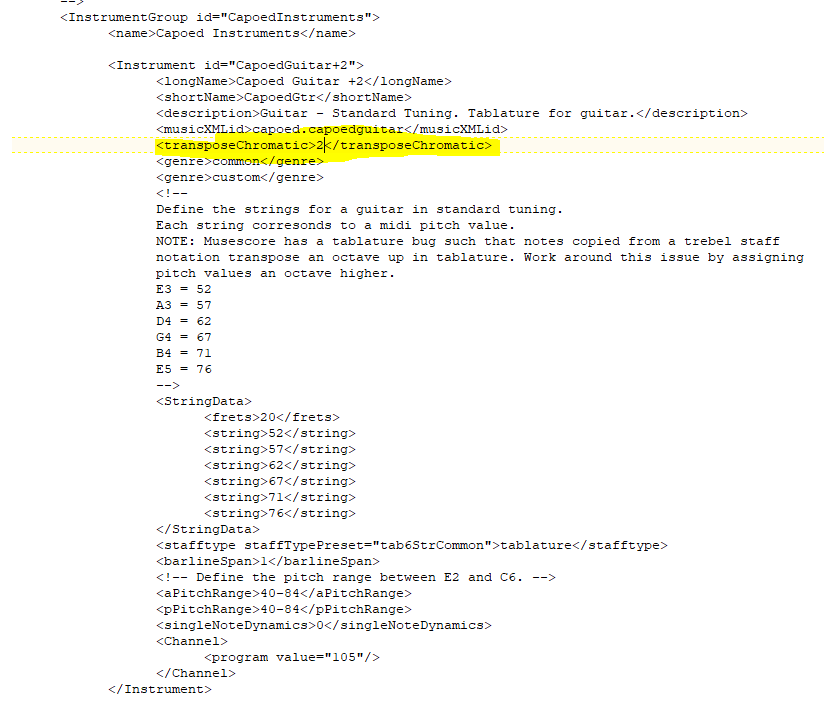 -->
<InstrumentGroup id="CapoedInstruments">
<name>Capoed Instruments</name>
<Instrument id="CapoedGuitar+2">
<longName>Capoed Guitar +2</longName>
<shortName>CapoedGtr</shortName>
<description>Guitar - Standard Tuning. Tablature for guitar.</description>
<musicXMLid>capoed.capoedguitar</musicXMLid>
<transposeChromatic>2</transposeChromatic>
<genre>common</genre>
<genre>custom</genre>
<!--
Define the strings for a guitar in standard tuning.
Each string corresonds to a midi pitch value.
NOTE: Musescore has a tablature bug such that notes copied from a trebel staff
notation transpose an octave up in tablature. Work around this issue by assigning
pitch values an octave higher.
E3 = 52
A3 = 57
D4 = 62
G4 = 67
B4 = 71
E5 = 76
-->
<StringData>
<frets>20</frets>
<string>52</string>
<string>57</string>
<string>62</string>
<string>67</string>
<string>71</string>
<string>76</string>
</StringData>
<stafftype staffTypePreset="tab6StrCommon">tablature</stafftype>
<barlineSpan>1</barlineSpan>
<!-- Define the pitch range between E2 and C6. -->
<aPitchRange>40-84</aPitchRange>
<pPitchRange>40-84</pPitchRange>
<singleNoteDynamics>0</singleNoteDynamics>
<Channel>
<program value="105"/>
</Channel>
</Instrument>